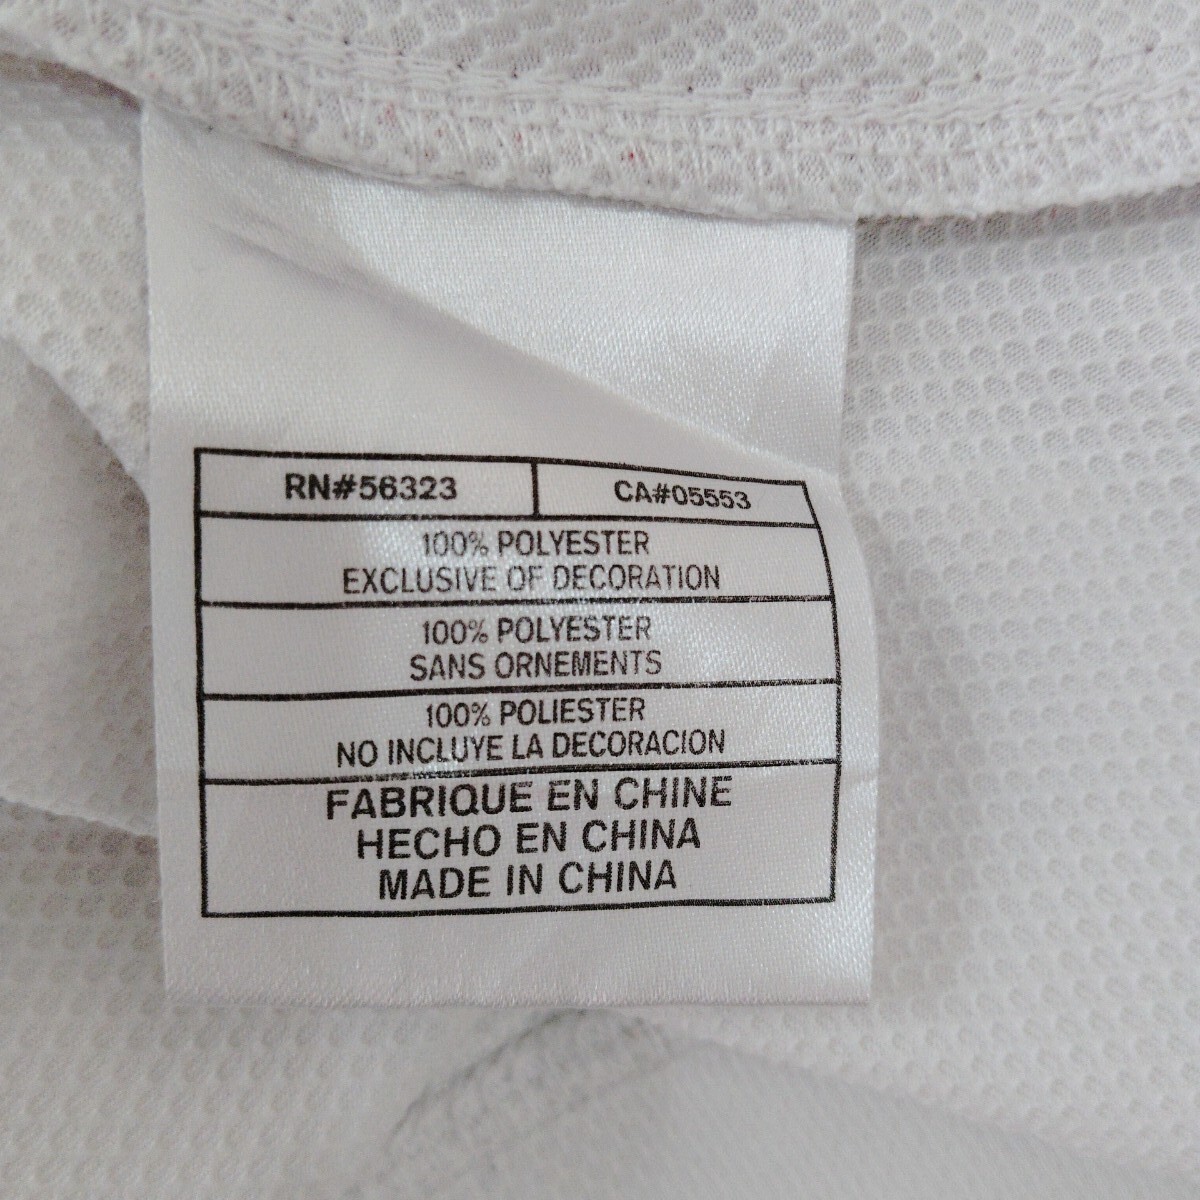 RN#56323 CA#05553
100% POLYESTER
EXCLUSIVE OF DECORATION
100% POLYESTER
SANS ORNEMENTS
100% POLIESTER
NO INCLUYE LA DECORACION
FABRIQUE EN CHINE
HECHO EN CHINA
MADE IN CHINA